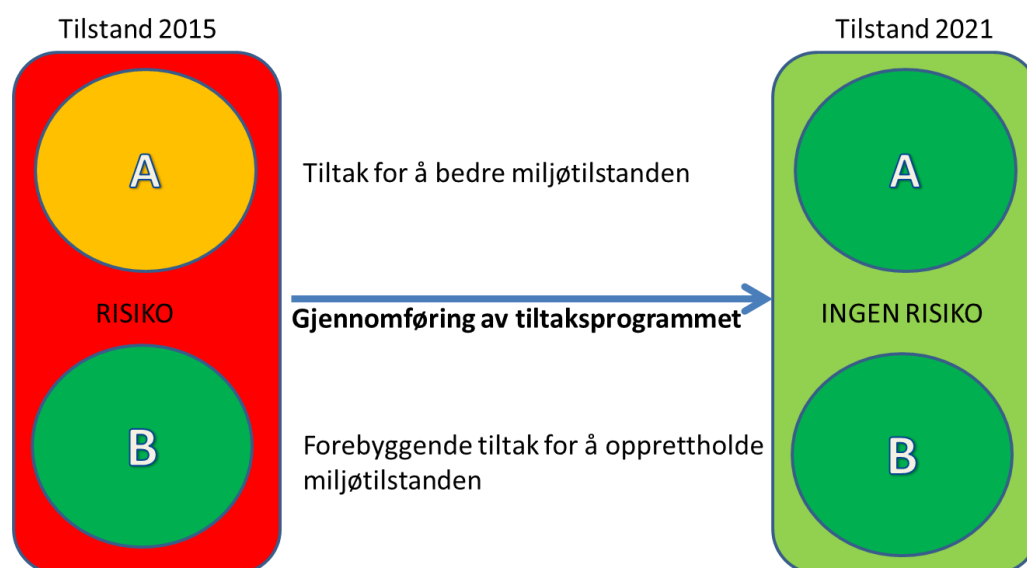 Tilstand 2015
Tilstand 2021
A
Tiltak for å bedre miljøtilstanden
A
RISIKO
Gjennomføring av tiltaksprogrammet
INGEN RISIKO
B
Forebyggende tiltak for å opprettholde
miljøtilstanden
B